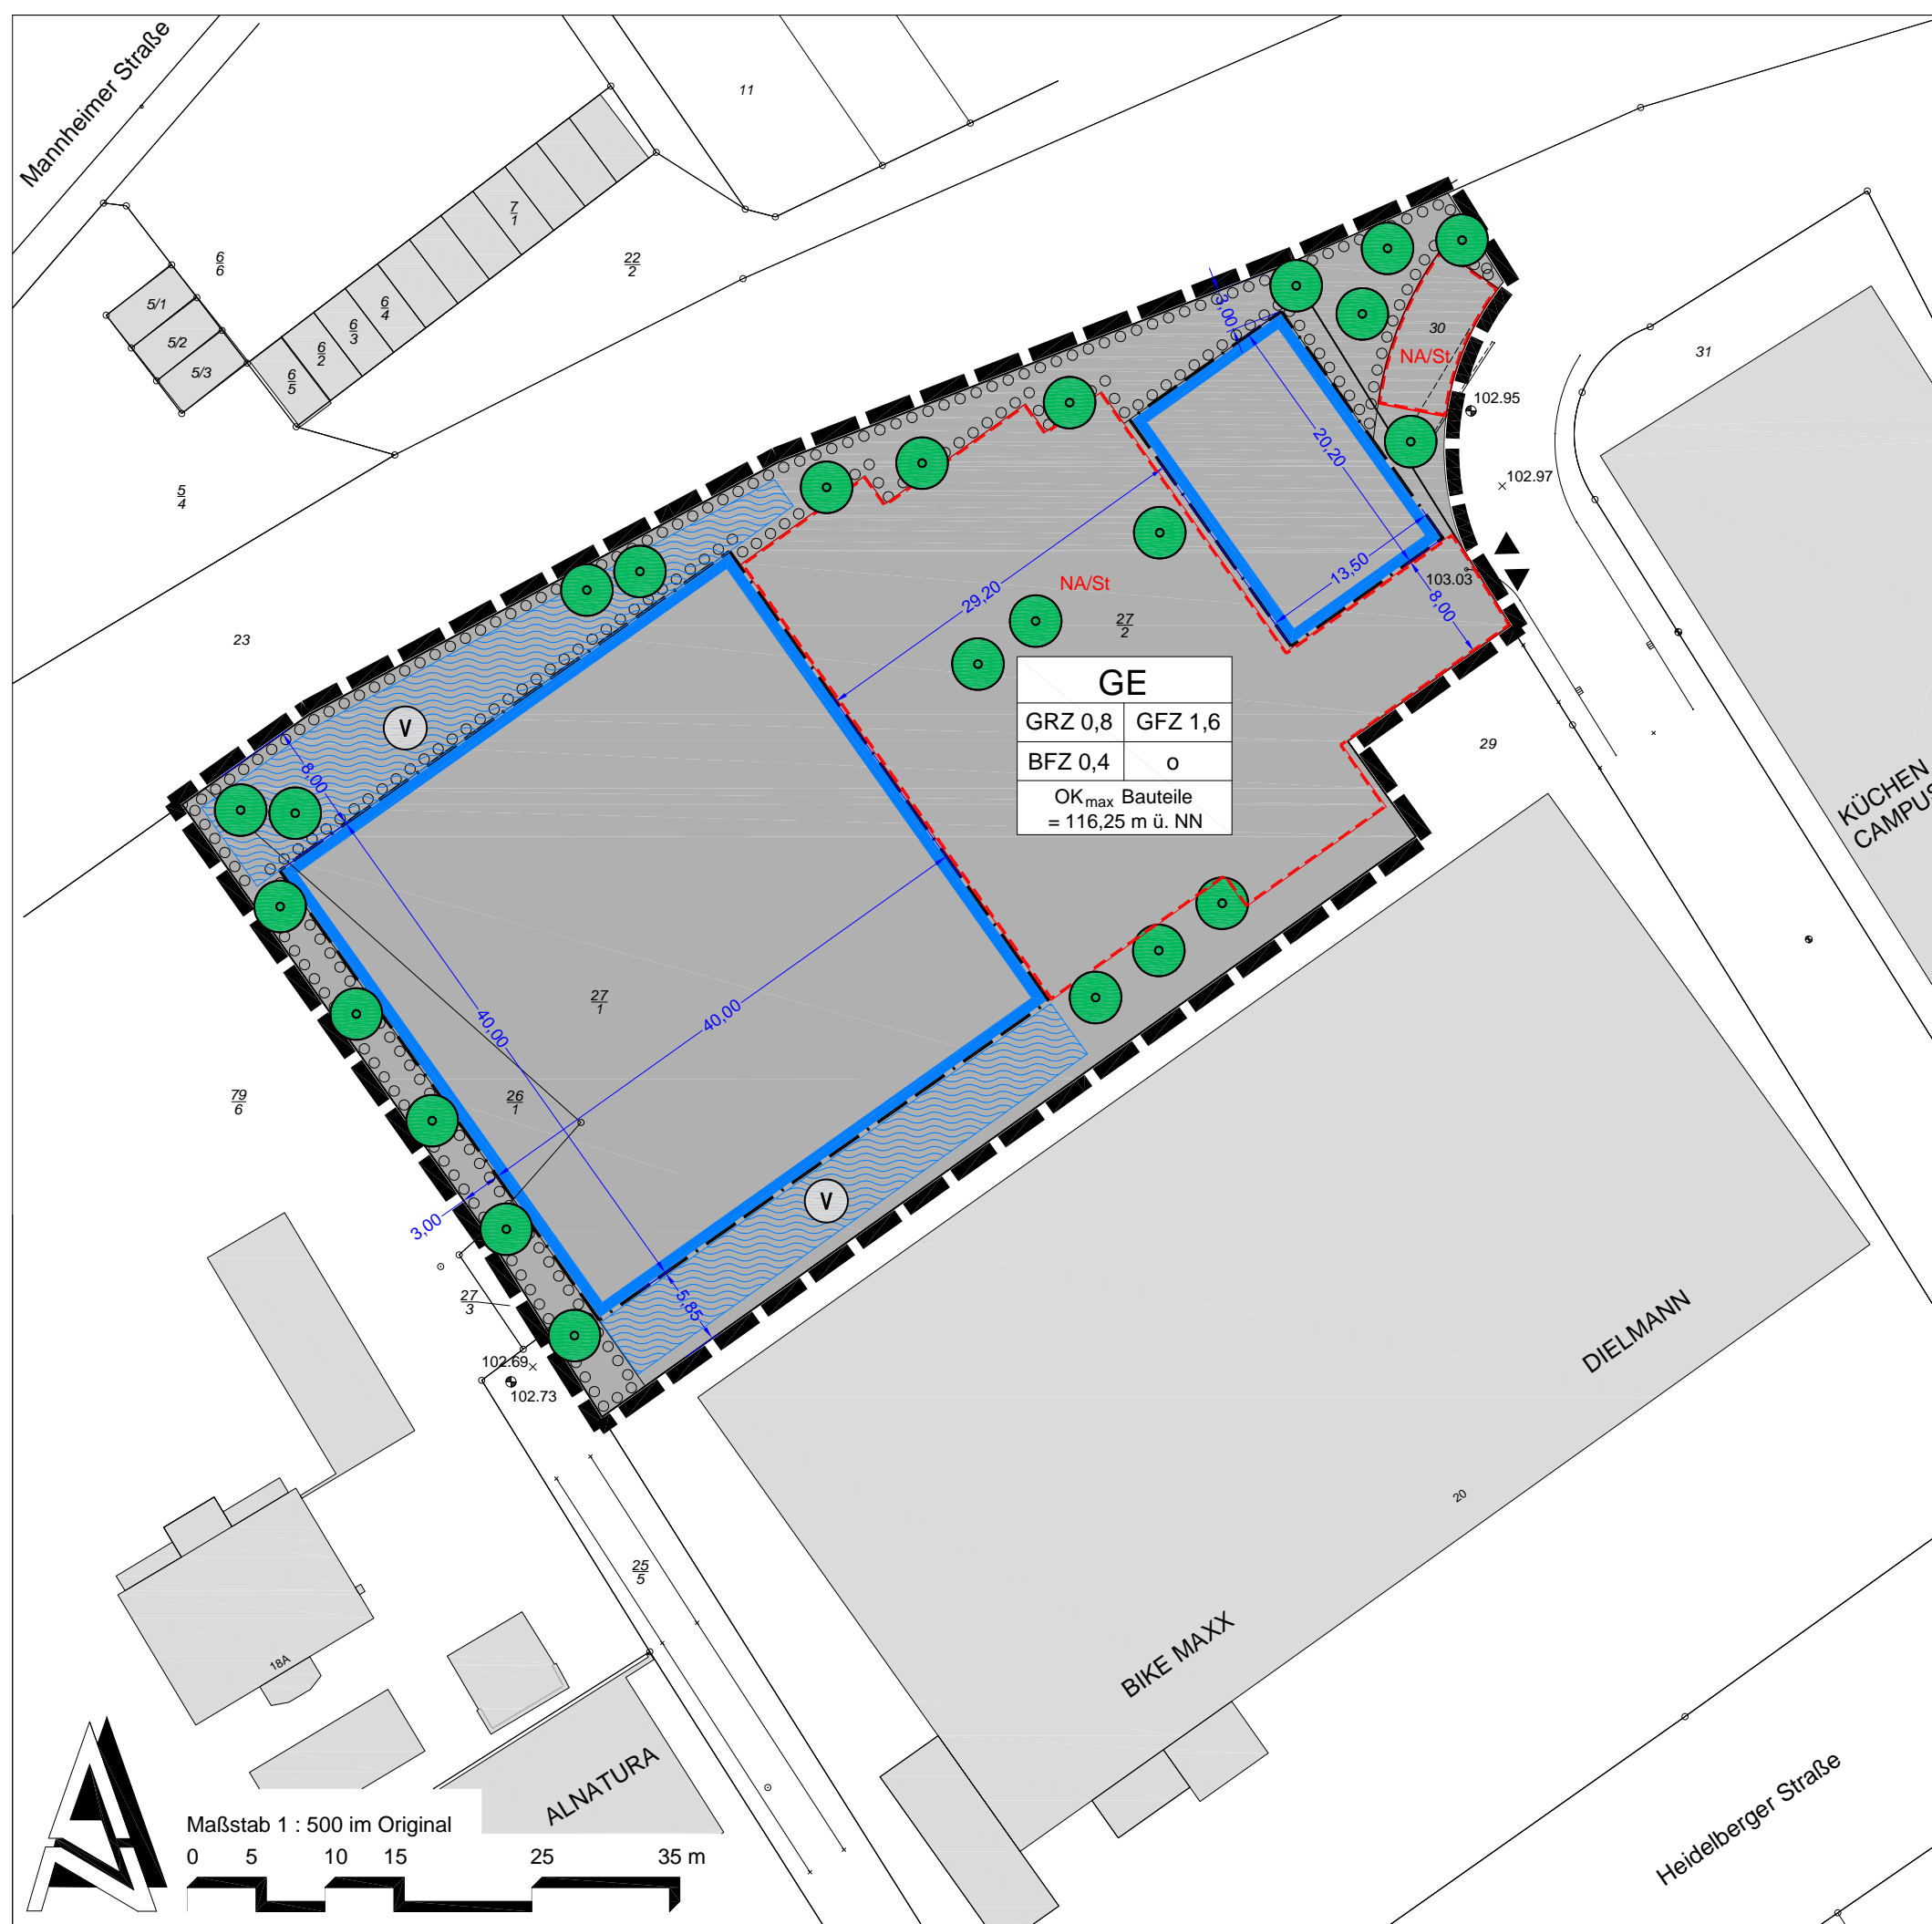 Mannheimer Straße
11
6
6
7
1
22
2
5/1
5/2
5/3
6
4
6
3
6
2
6
5
5
4
23
3,00
30
NA/St
31
102.95
102.97
20,20
13,50
103.03
8,00
29,20
NA/St
27
2
GE
GRZ 0,8
GFZ 1,6
BFZ 0,4
o
OKmax Bauteile
= 116,25 m ü. NN
29
KÜCHEN
CAMPUS
V
8,00
27
1
40,00
40,00
26
1
79
6
3,00
V
5,85
27
3
102.69
102.73
DIELMANN
20
25
5
BIKE MAXX
18A
ALNATURA
Heidelberger Straße
Maßstab 1 : 500 im Original
0 5 10 15 25 35 m